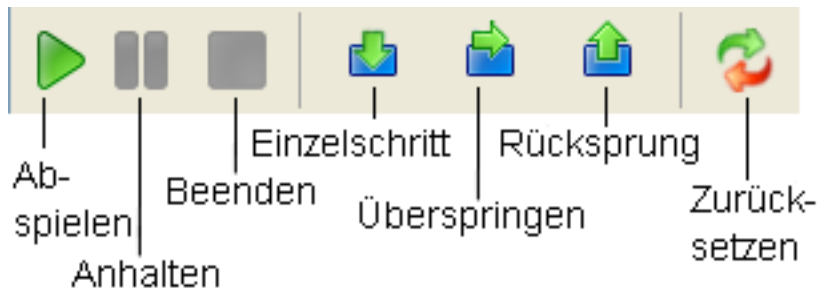 Ab-
spielen
Anhalten
Beenden
Einzelschritt
Überspringen
Rücksprung
Zurück-
setzen